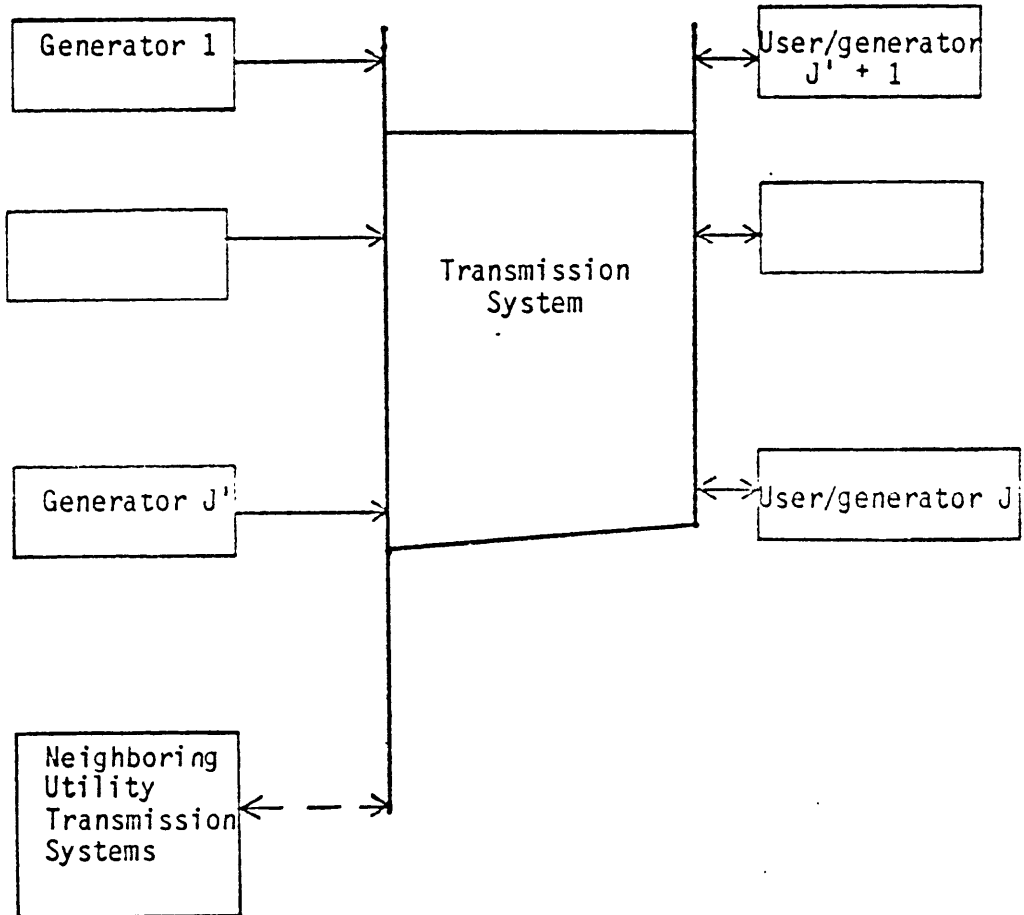 Generator 1
User/generator
J' + 1
Transmission
System
Generator J'
User/generator J
Neighboring
Utility
Transmission
Systems